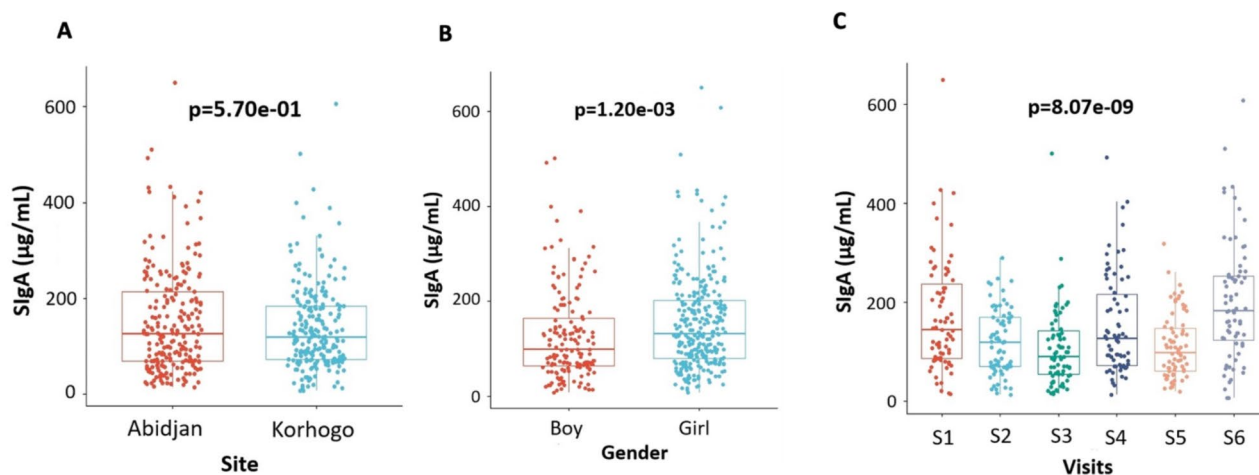 A
p=5.70e-01
SIgA (µg/mL)
600
400
200
0
Abidjan Korhogo
Site
B
p=1.20e-03
SIgA (µg/mL)
600
400
200
0
Boy Girl
Gender
C
p=8.07e-09
SIgA (µg/mL)
600
400
200
0
S1 S2 S3 S4 S5 S6
Visits